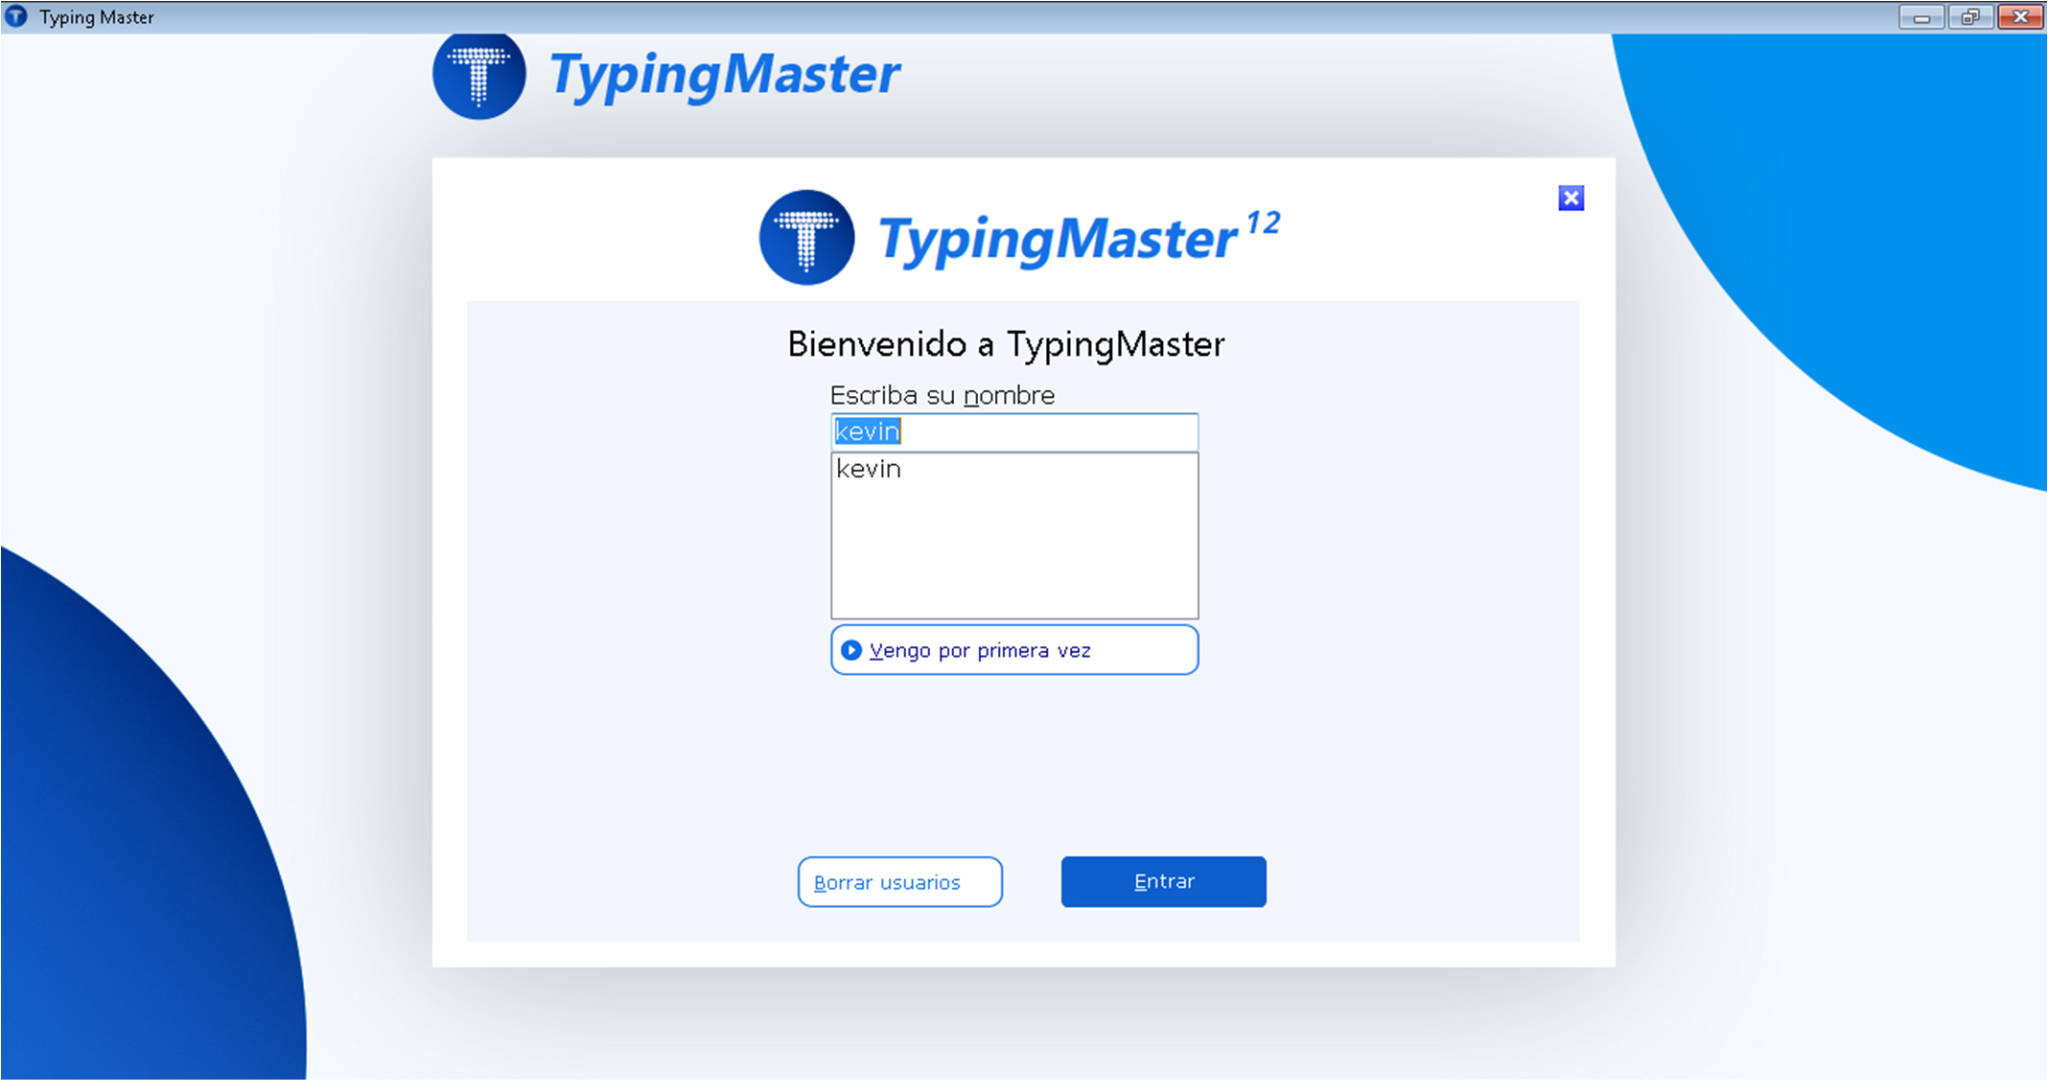 Typing Master
TypingMaster
TypingMaster 12
Bienvenido a TypingMaster
Escriba su nombre
kevin
kevin
Vengo por primera vez
Borrar usuarios
Entrar